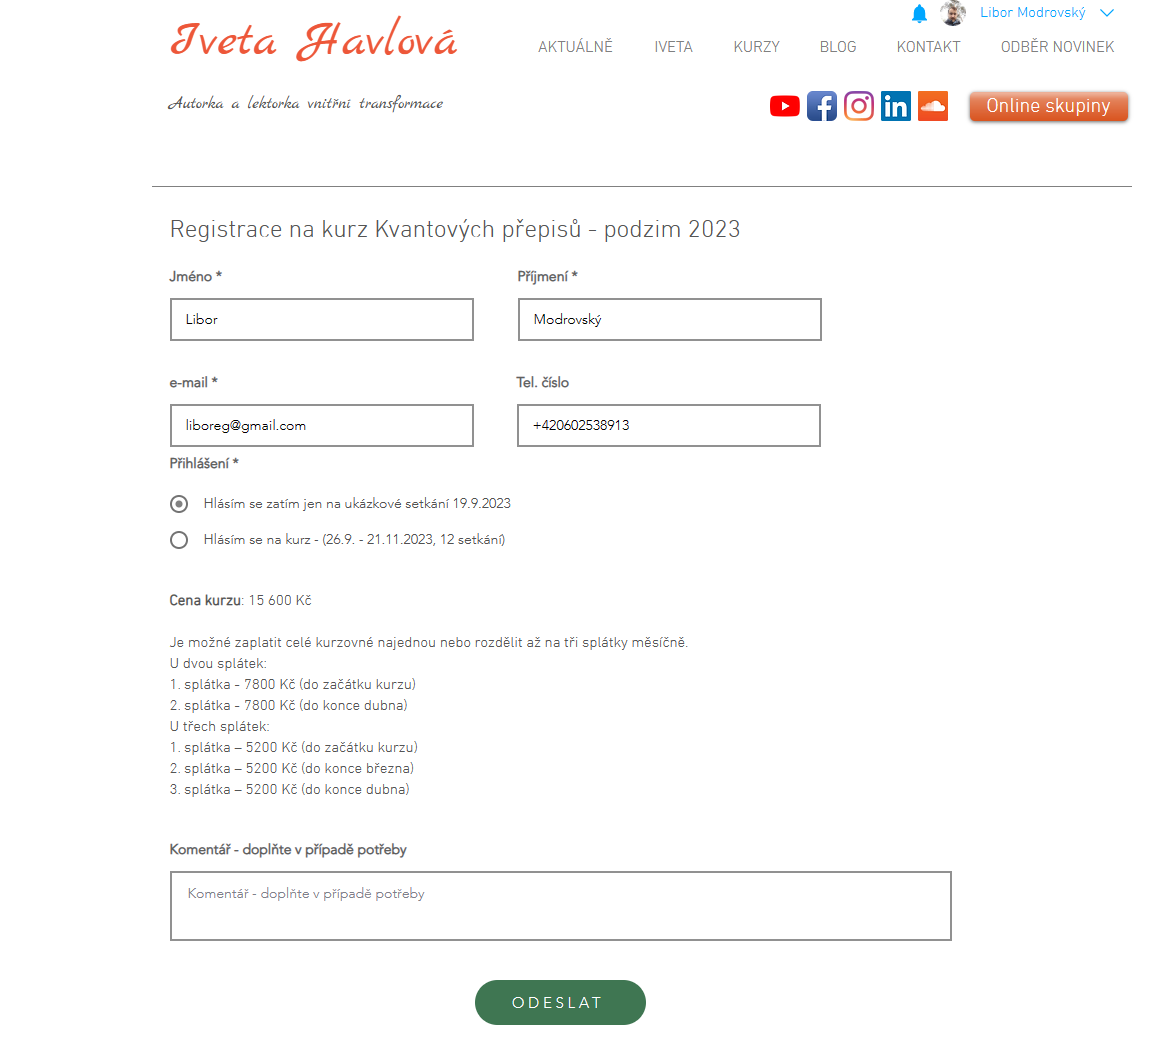 Libor Modrovský
Iveta Havlová
AKTUÁLNĚ IVETA KURZY BLOG KONTAKT ODBĚR NOVINEK
Autorka a lektorka vnitřní transformace
in
Online skupiny
Registrace na kurz Kvantových přepisů - podzim 2023
Jméno * Příjmení *
Libor Modrovský
e-mail * Tel. číslo
liboreg@gmail.com +420602538913
Přihlášení *
Hlásím se zatím jen na ukázkové setkání 19.9.2023
Hlásím se na kurz - (26.9. - 21.11.2023, 12 setkání)
Cena kurzu: 15 600 Kč
Je možné zaplatit celé kurzovné najednou nebo rozdělit až na tři splátky měsíčně.
U dvou splátek:
1. splátka - 7800 Kč (do začátku kurzu)
2. splátka - 7800 Kč (do konce dubna)
U třech splátek:
1. splátka – 5200 Kč (do začátku kurzu)
2. splátka – 5200 Kč (do konce března)
3. splátka – 5200 Kč (do konce dubna)
Komentář - doplňte v případě potřeby
Komentář - doplňte v případě potřeby
ODESLAT